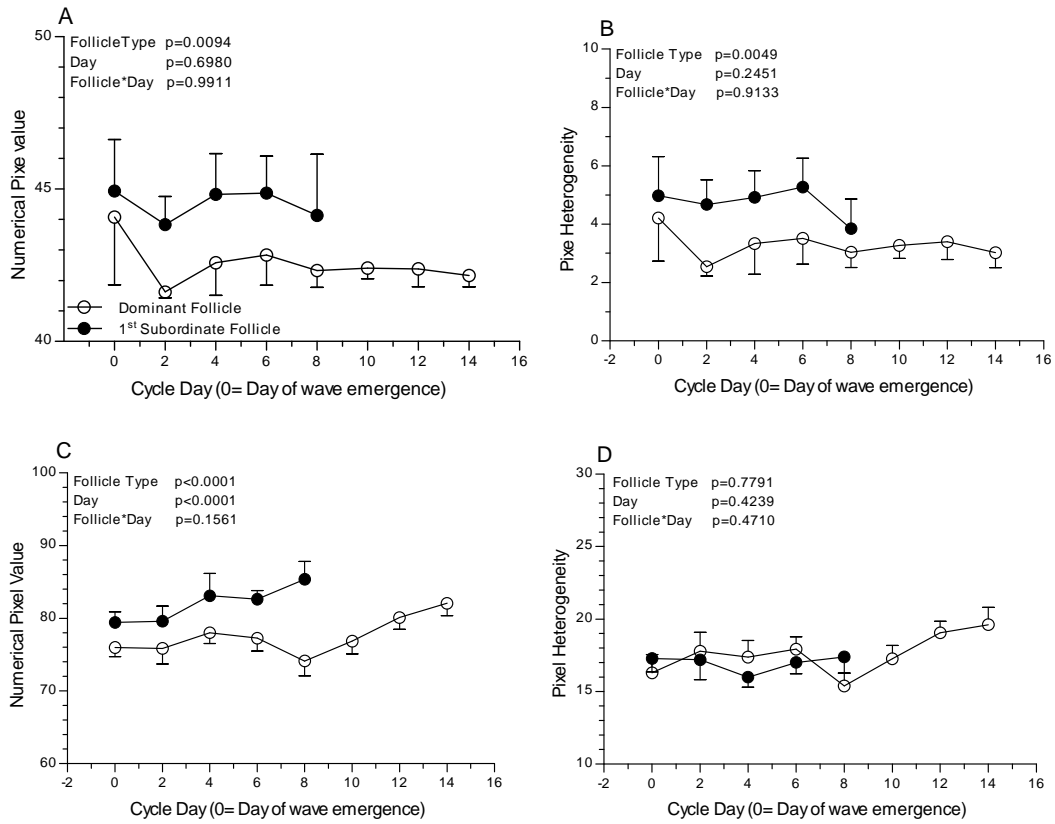 A
FollicleType p=0.0094
Day p=0.6980
Follicle*Day p=0.9911
50
45
40
Numerical Pixe value
Dominant Follicle
1st Subordinate Follicle
0 2 4 6 8 10 12 14 16
Cycle Day (0= Day of wave emergence)
B
Follicle Type p=0.0049
Day p=0.2451
Follicle*Day p=0.9133
10
8
6
4
2
0
Pixe Heterogeneity
-2 0 2 4 6 8 10 12 14 16
Cycle Day (0= Day of wave emergence)
C
Follicle Type p<0.0001
Day p<0.0001
Follicle*Day p=0.1561
100
90
80
70
60
Numerical Pixel Value
-2 0 2 4 6 8 10 12 14 16
Cycle Day (0= Day of wave emergence)
D
Follicle Type p=0.7791
Day p=0.4239
Follicle*Day p=0.4710
30
25
20
15
10
Pixel Heterogeneity
-2 0 2 4 6 8 10 12 14 16
Cycle Day (0= Day of wave emergence)